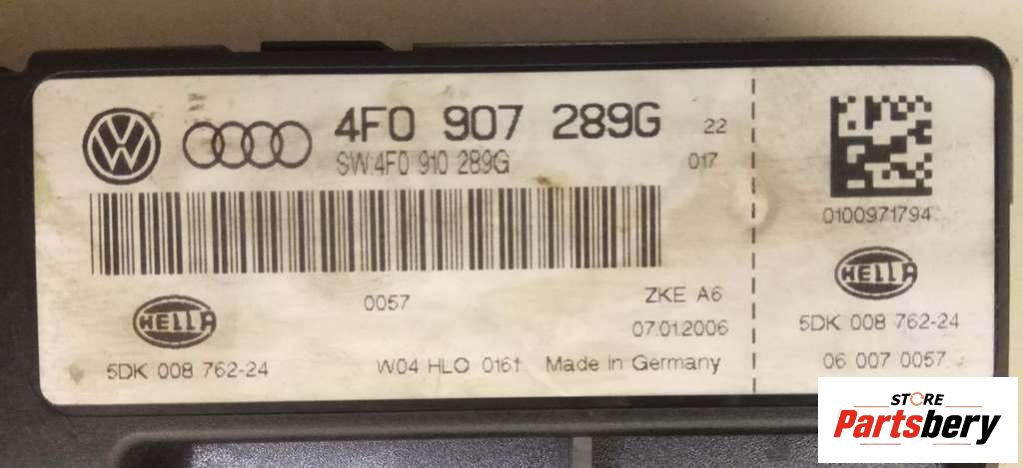 4F0 907 289G 22
SW:4F0 910 289G 017
0057
ZKE A6
07.01.2006
HELLA
5DK 008 762-24
W04 HLO 016† Made in Germany
0100971794
HELLA
5DK 008 762-24
06 007 0057
STORE
Partsbery